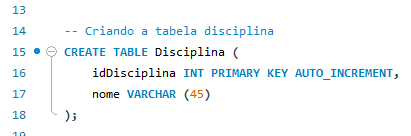 13
14 -- Criando a tabela disciplina
15 CREATE TABLE Disciplina (
16 idDisciplina INT PRIMARY KEY AUTO_INCREMENT,
17 nome VARCHAR (45)
18 );
19